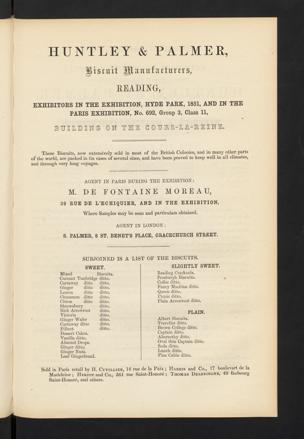 HUNTLEY & PALMER,
Biscuit Manufacturers,
READING,
EXHIBITORS IN THE EXHIBITION, HYDE PARK, 1851, AND IN THE
PARIS EXHIBITION, No. 692, Group 3, Class 11,
BUILDING ON THE COURS-LA-REINE.
These Biscuits, now extensively sold in most of the British Colonies, and in many other parts
of the world, are packed in tin cases of several sizes, and have been proved to keep well in all climates,
and through very long voyages.
AGENT IN PARIS DURING THE EXHIBITION:
M. DE FONTAINE MOREAU,
39 RUE DE L'ECHIQUIER, AND IN THE EXHIBITION,
Where Samples may be seen and particulars obtained.
AGENT IN LONDON:
S. PALMER, 8 ST. BENET'S PLACE, GRACECHURCH STREET.
SUBJOINED IS A LIST OF THE BISCUITS.
SWEET.
Mixed Biscuits.
Current Tunbridge ditto.
Caraway ditto ditto.
Ginger ditto ditto.
Lemon ditto ditto.
Cinnamon ditto ditto.
Citron ditto ditto.
Shrewsbury ditto.
Rich Arrowroot ditto.
Victoria ditto.
Ginger Wafer ditto.
Caraway ditto ditto.
Filbert ditto.
Dessert Cakes.
Vanilla ditto.
Almond Drops.
Ginger ditto.
Ginger Nuts.
Loaf Gingerbread.
SLIGHTLY SWEET.
Reading Cracknels.
Presburgh Biscuits.
Coffee ditto.
Fancy Machine ditto.
Queen ditto.
Picnic ditto.
Plain Arrowroot ditto.
PLAIN.
Albert Biscuits.
Traveller ditto.
Brown College ditto.
Captain ditto.
Abernethy ditto.
Oval thin Captain ditto.
Soda ditto.
Lunch ditto.
Fine Cabin ditto.
Sold in Paris retail by H. CUVILLIER, 16 rue de la Paix; HARRIS and Co., 17 boulevart de la
Madeleine; and Co., 361 rue Saint-Honoré; THOMAS 49 faubourg
Saint-Honoré, and others.